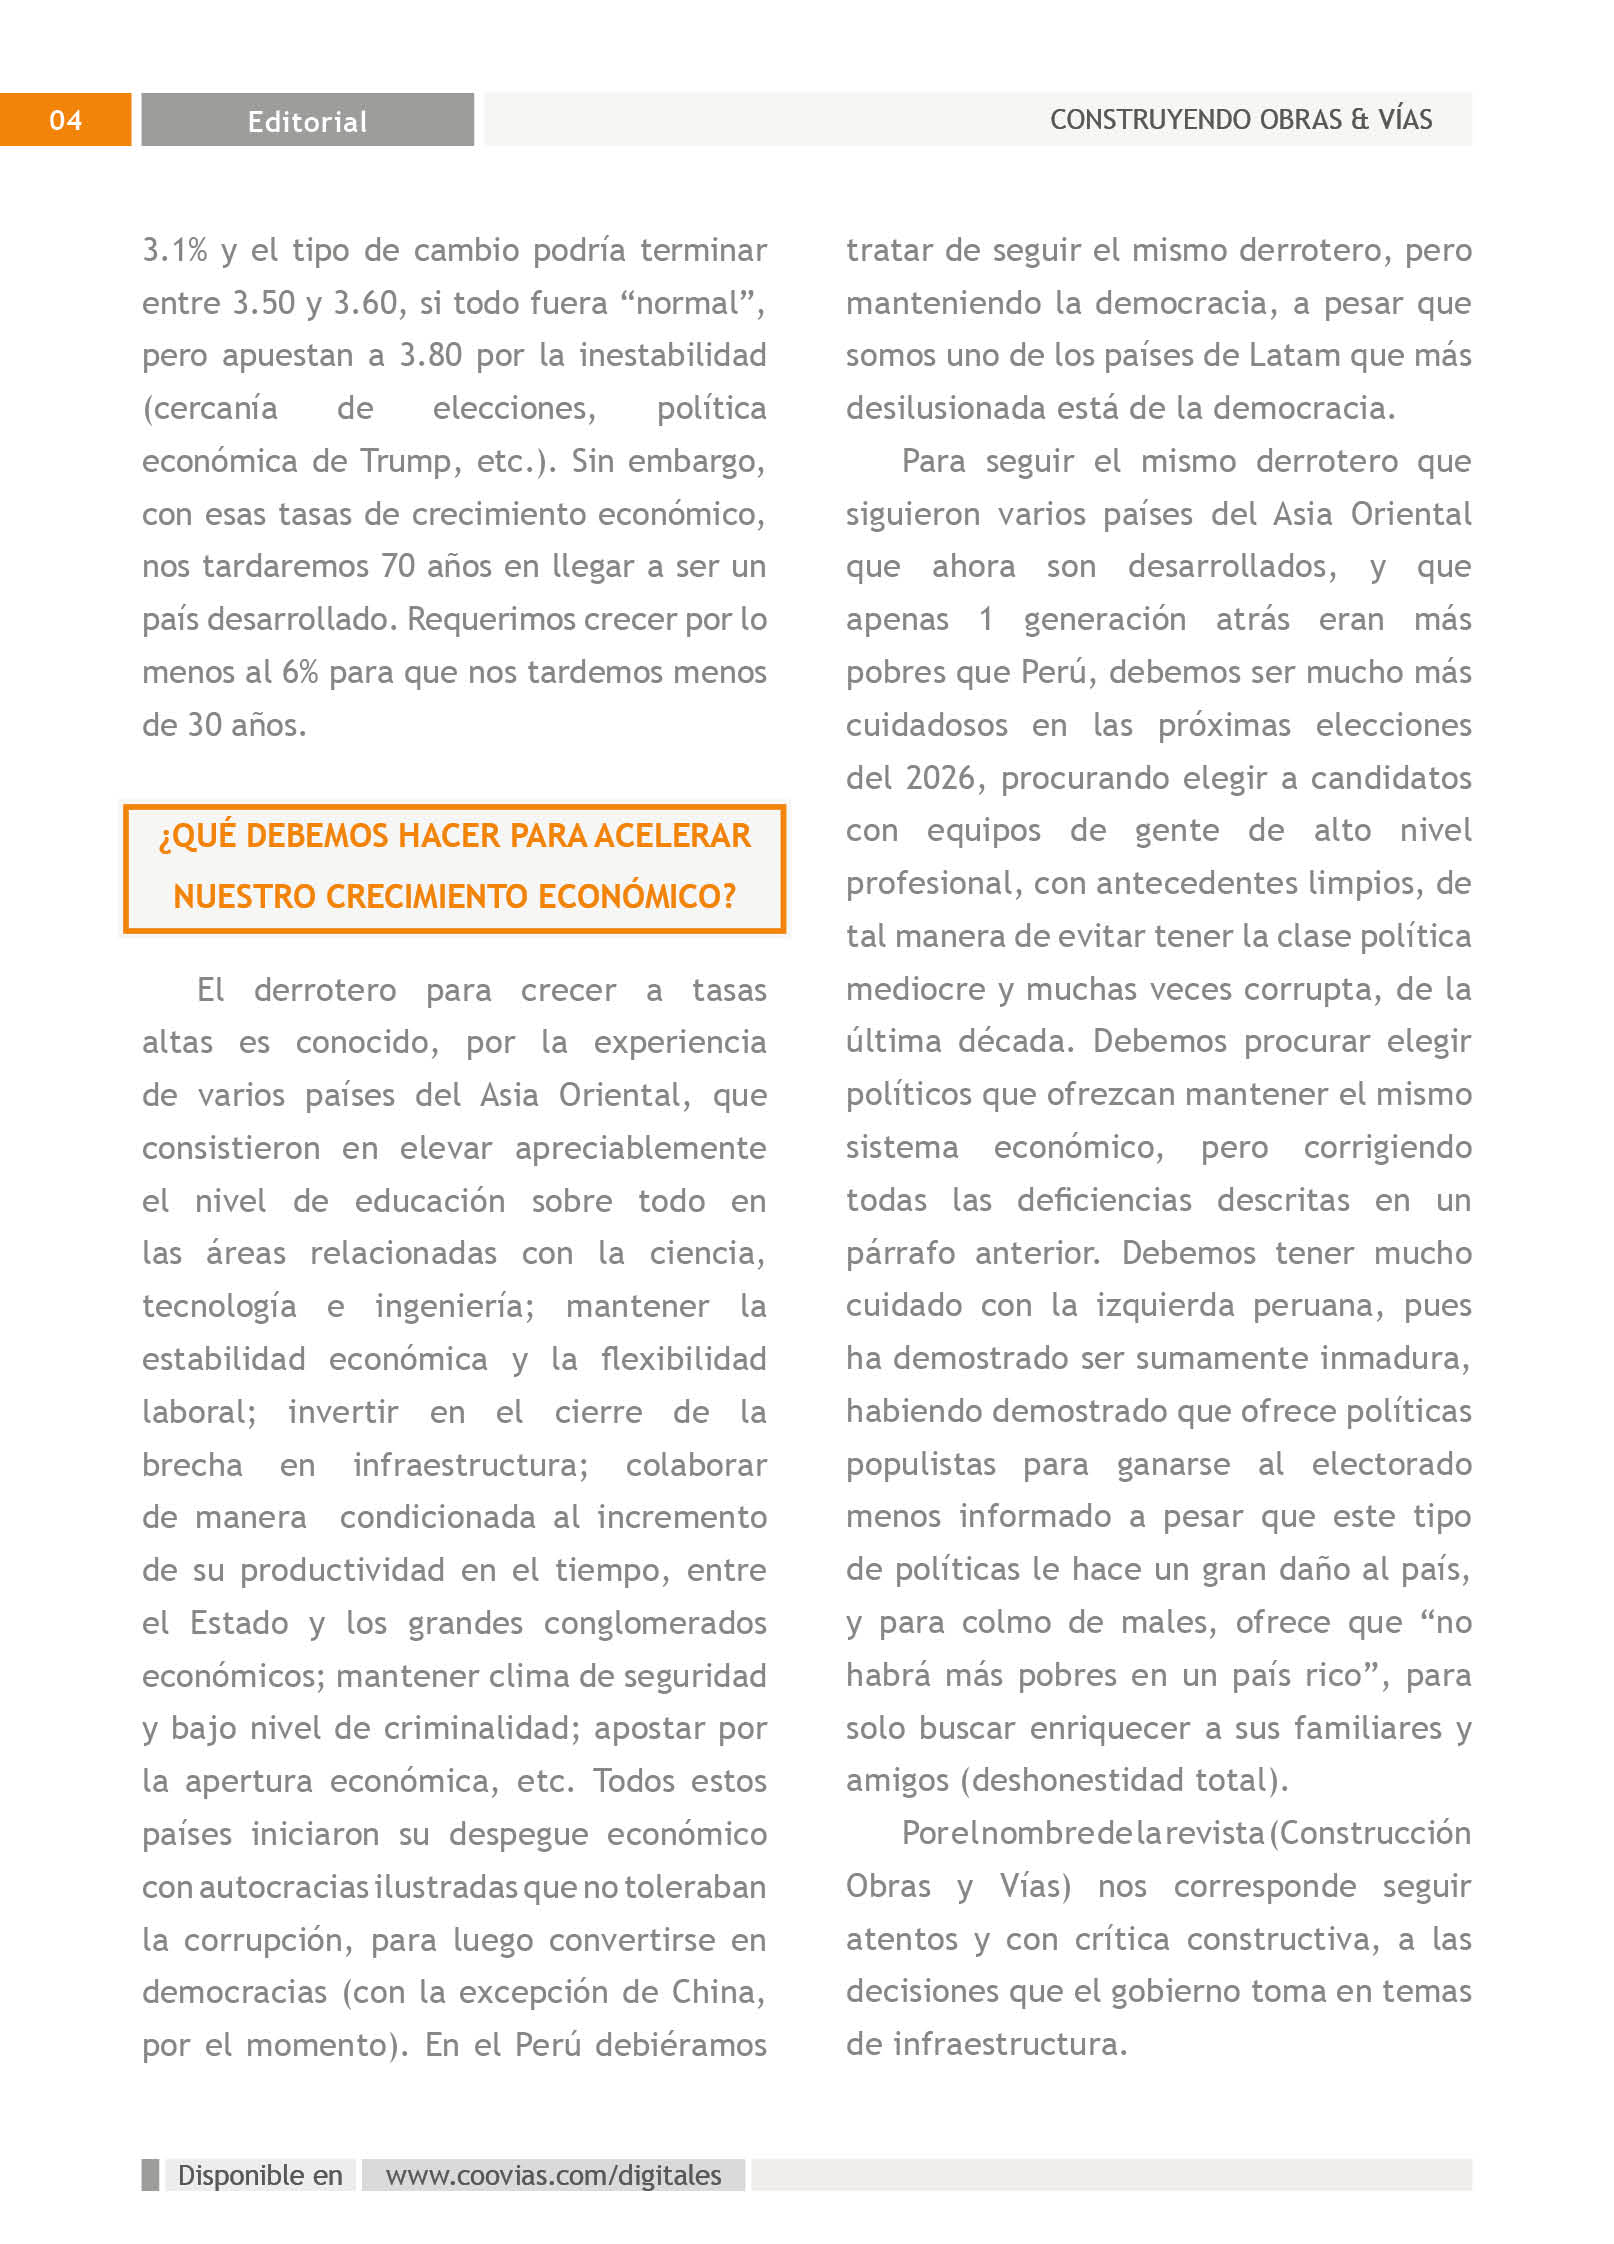 04
Editorial
CONSTRUYENDO OBRAS & VÍAS
3.1% y el tipo de cambio podría terminar
entre 3.50 y 3.60, si todo fuera “normal”,
pero apuestan a 3.80 por la inestabilidad
(cercanía de elecciones, política
económica de Trump, etc.). Sin embargo,
con esas tasas de crecimiento económico,
nos tardaremos 70 años en llegar a ser un
país desarrollado. Requerimos crecer por lo
menos al 6% para que nos tardemos menos
de 30 años.
¿QUÉ DEBEMOS HACER PARA ACELERAR
NUESTRO CRECIMIENTO ECONÓMICO?
El derrotero para crecer a tasas
altas es conocido, por la experiencia
de varios países del Asia Oriental, que
consistieron en elevar apreciablemente
el nivel de educación sobre todo en
las áreas relacionadas con la ciencia,
tecnología e ingeniería; mantener la
estabilidad económica y la flexibilidad
laboral; invertir en el cierre de la
brecha en infraestructura; colaborar
de manera condicionada al incremento
de su productividad en el tiempo, entre
el Estado y los grandes conglomerados
económicos; mantener clima de seguridad
y bajo nivel de criminalidad; apostar por
la apertura económica, etc. Todos estos
países iniciaron su despegue económico
con autocracias ilustradas que no toleraban
la corrupción, para luego convertirse en
democracias (con la excepción de China,
por el momento). En el Perú debiéramos
tratar de seguir el mismo derrotero, pero
manteniendo la democracia, a pesar que
somos uno de los países de Latam que más
desilusionada está de la democracia.
Para seguir el mismo derrotero que
siguieron varios países del Asia Oriental
que ahora son desarrollados, y que
apenas 1 generación atrás eran más
pobres que Perú, debemos ser mucho más
cuidadosos en las próximas elecciones
del 2026, procurando elegir a candidatos
con equipos de gente de alto nivel
profesional, con antecedentes limpios, de
tal manera de evitar tener la clase política
mediocre y muchas veces corrupta, de la
última década. Debemos procurar elegir
políticos que ofrezcan mantener el mismo
sistema económico, pero corrigiendo
todas las deficiencias descritas en un
párrafo anterior. Debemos tener mucho
cuidado con la izquierda peruana, pues
ha demostrado ser sumamente inmadura,
habiendo demostrado que ofrece políticas
populistas para ganarse al electorado
menos informado a pesar que este tipo
de políticas le hace un gran daño al país,
y para colmo de males, ofrece que “no
habrá más pobres en un país rico”, para
solo buscar enriquecer a sus familiares y
amigos (deshonestidad total).
Por el nombre de la revista (Construcción
Obras y Vías) nos corresponde seguir
atentos y con crítica constructiva, a las
decisiones que el gobierno toma en temas
de infraestructura.
Disponible en www.coovias.com/digitales